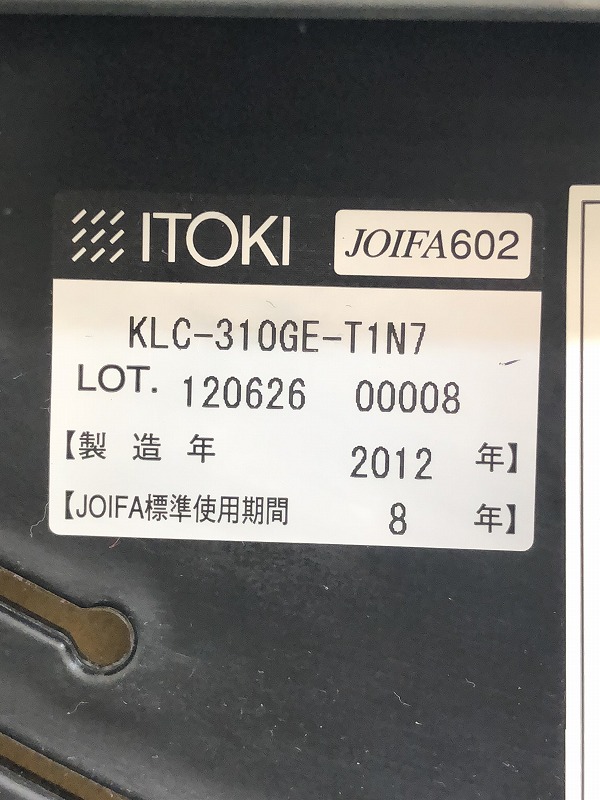 ITOKI JOIFA602
KLC-310GE-T1N7
LOT. 120626 00008
【製造年 2012 年】
【JOIFA標準使用期間 8 年】